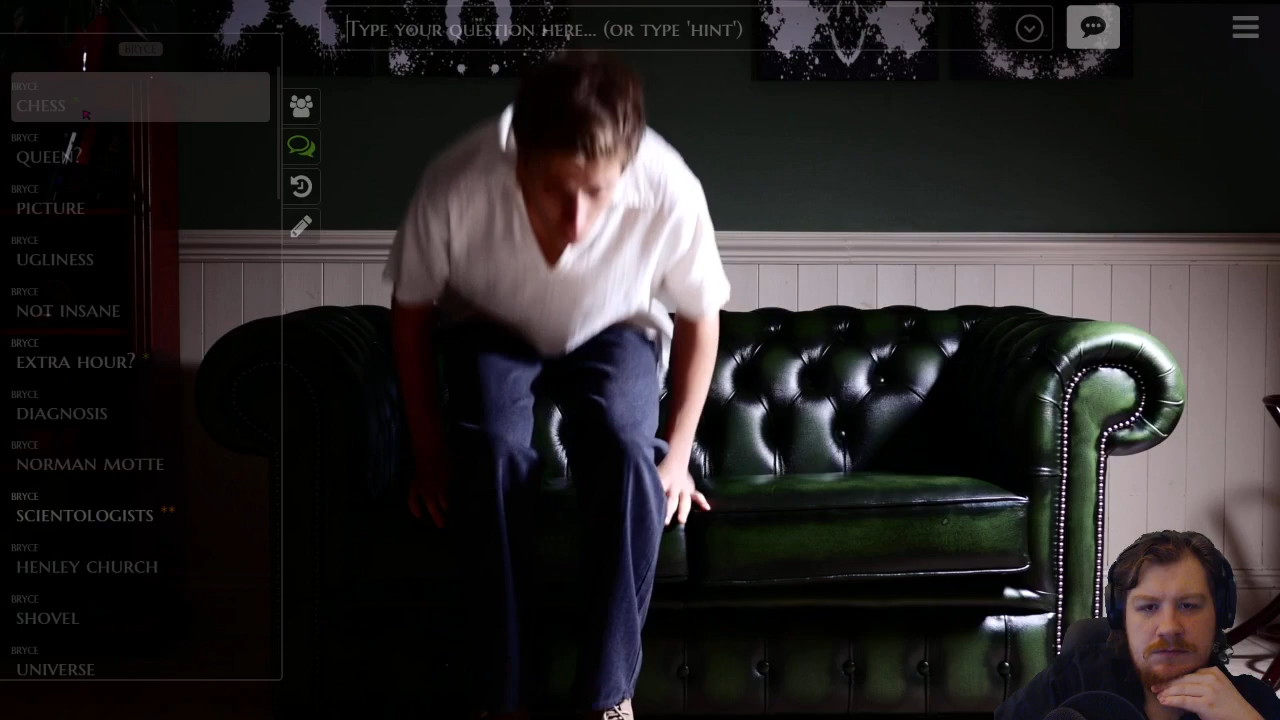 Type your question here... (or type 'hint')
BRYCE
BRYCE
CHESS *
BRYCE
QUEEN?
BRYCE
PICTURE
BRYCE
UGLINESS
BRYCE
NOT INSANE
BRYCE
EXTRA HOUR? *
BRYCE
DIAGNOSIS
BRYCE
NORMAN MOTTE
BRYCE
SCIENTOLOGISTS **
BRYCE
HENLEY CHURCH
BRYCE
SHOVEL
BRYCE
UNIVERSE